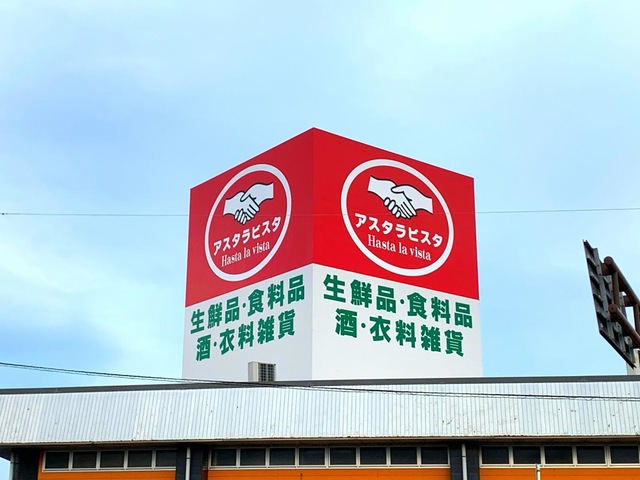 アスタラビスタ
Hasta la vista
生鮮品・食料品
酒・衣料雑貨
アスタラビスタ
Hasta la vista
生鮮品・食料品
酒・衣料雑貨